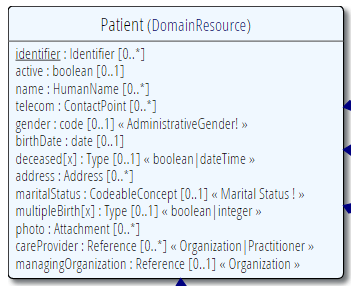 Patient (DomainResource)
identifier : Identifier [0..*]
active : boolean [0..1]
name : HumanName [0..*]
telecom : ContactPoint [0..*]
gender : code [0..1] « AdministrativeGender! »
birthDate : date [0..1]
deceased[x] : Type [0..1] « boolean|dateTime »
address : Address [0..*]
maritalStatus : CodeableConcept [0..1] « Marital Status ! »
multipleBirth[x] : Type [0..1] « boolean|integer »
photo : Attachment [0..*]
careProvider : Reference [0..*] « Organization|Practitioner »
managingOrganization : Reference [0..1] « Organization »